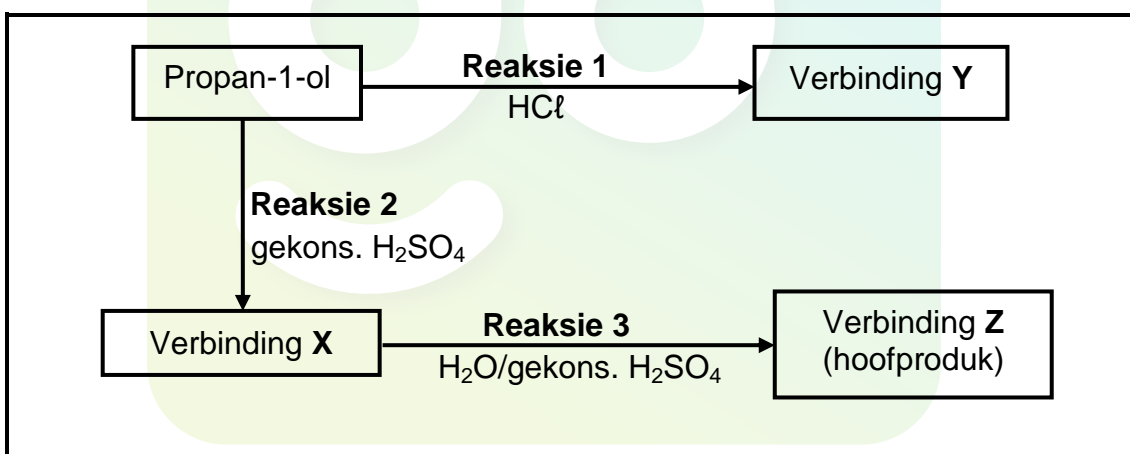 Propan-1-ol
Reaksie 1
HCℓ
Verbinding Y
Reaksie 2
gekons. H₂SO₄
Verbinding X
Reaksie 3
H₂O/gekons. H₂SO₄
Verbinding Z
(hoofproduk)